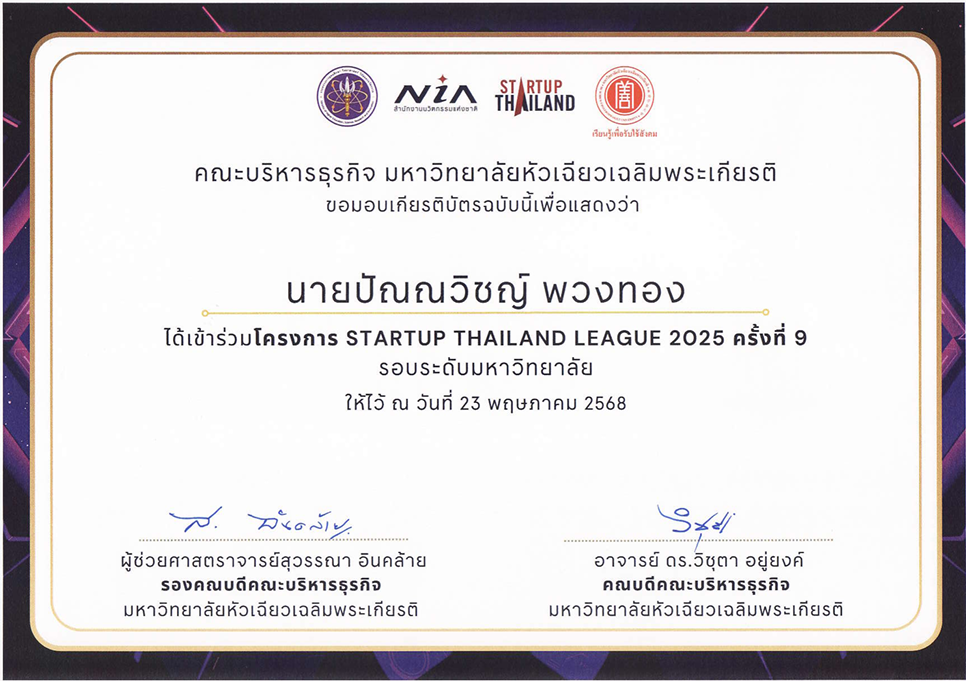 NIA
สำนักงานนวัตกรรมแห่งชาติ
STARTUP
THAILAND
เรียนรู้เพื่อรับใช้สังคม
คณะบริหารธุรกิจ มหาวิทยาลัยหัวเฉียวเฉลิมพระเกียรติ
ขอมอบเกียรติบัตรฉบับนี้เพื่อแสดงว่า
นายปัณณวิชญ์ พวงทอง
ได้เข้าร่วมโครงการ STARTUP THAILAND LEAGUE 2025 ครั้งที่ 9
รอบระดับมหาวิทยาลัย
ให้ไว้ ณ วันที่ 23 พฤษภาคม 2568
ผู้ช่วยศาสตราจารย์สุวรรณา อินคล้าย
รองคณบดีคณะบริหารธุรกิจ
มหาวิทยาลัยหัวเฉียวเฉลิมพระเกียรติ
อาจารย์ ดร.วิชุตา อยู่ยงค์
คณบดีคณะบริหารธุรกิจ
มหาวิทยาลัยหัวเฉียวเฉลิมพระเกียรติ